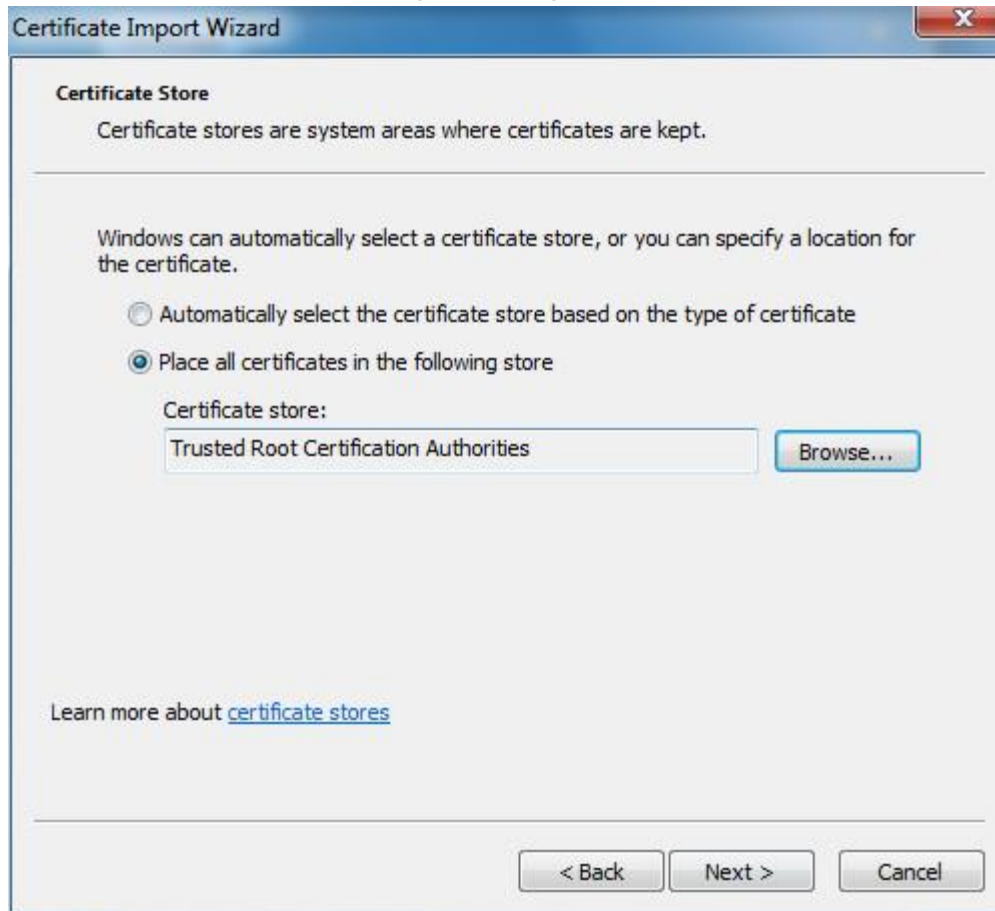 Certificate Import Wizard
Certificate Store
Certificate stores are system areas where certificates are kept.
Windows can automatically select a certificate store, or you can specify a location for
the certificate.
Automatically select the certificate store based on the type of certificate
Place all certificates in the following store
Certificate store:
Trusted Root Certification Authorities
Browse...
Learn more about certificate stores
< Back Next > Cancel